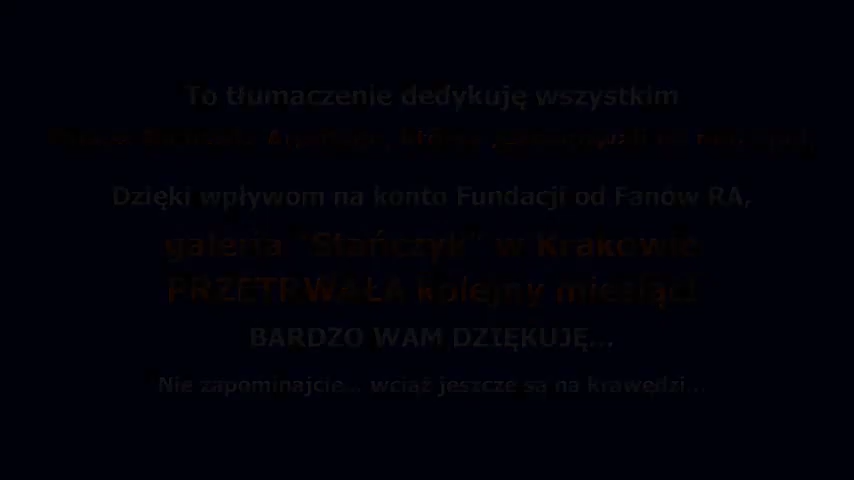 To tłumaczenie dedykuję wszystkim
Dzięki wpływom na konto Fundacji od Fanów RA,
galeria "Stańczyk" w Krakowie
PRZETRWAŁA kolejny miesiąc!
BARDZO WAM DZIĘKUJĘ...
Nie zapominajcie... wciąż jeszcze są na krawędzi...